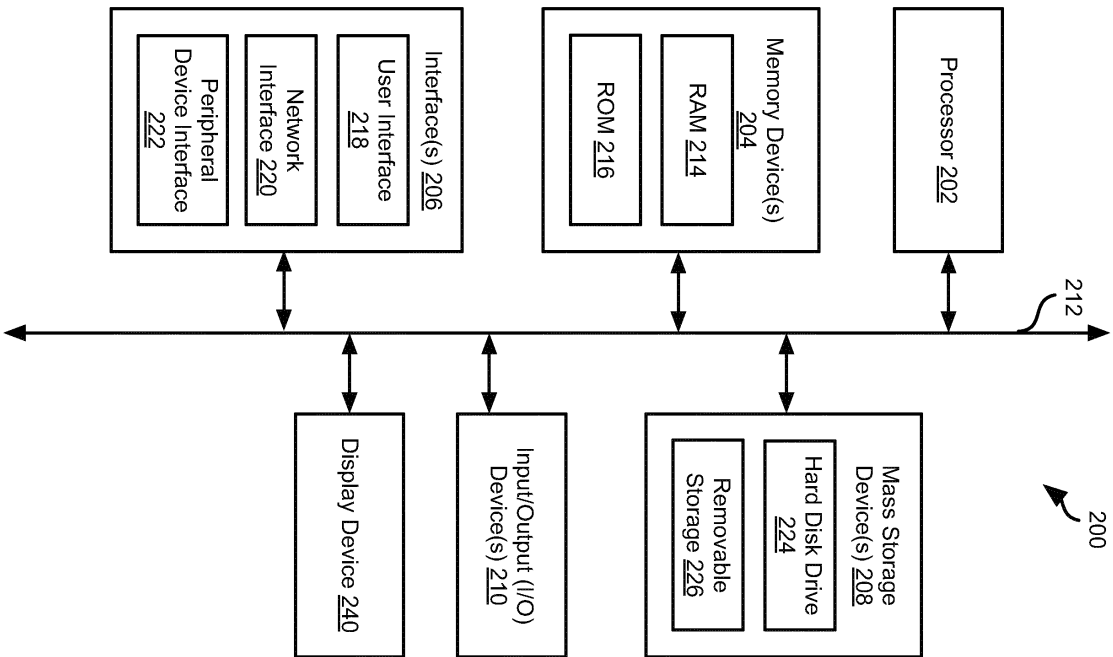 200
212
Processor 202
Memory Device(s)
204
RAM 214
ROM 216
Interface(s) 206
User Interface
218
Network
Interface 220
Peripheral
Device Interface
222
Mass Storage
Device(s) 208
Hard Disk Drive
224
Removable
Storage 226
Input/Output (I/O)
Device(s) 210
Display Device 240